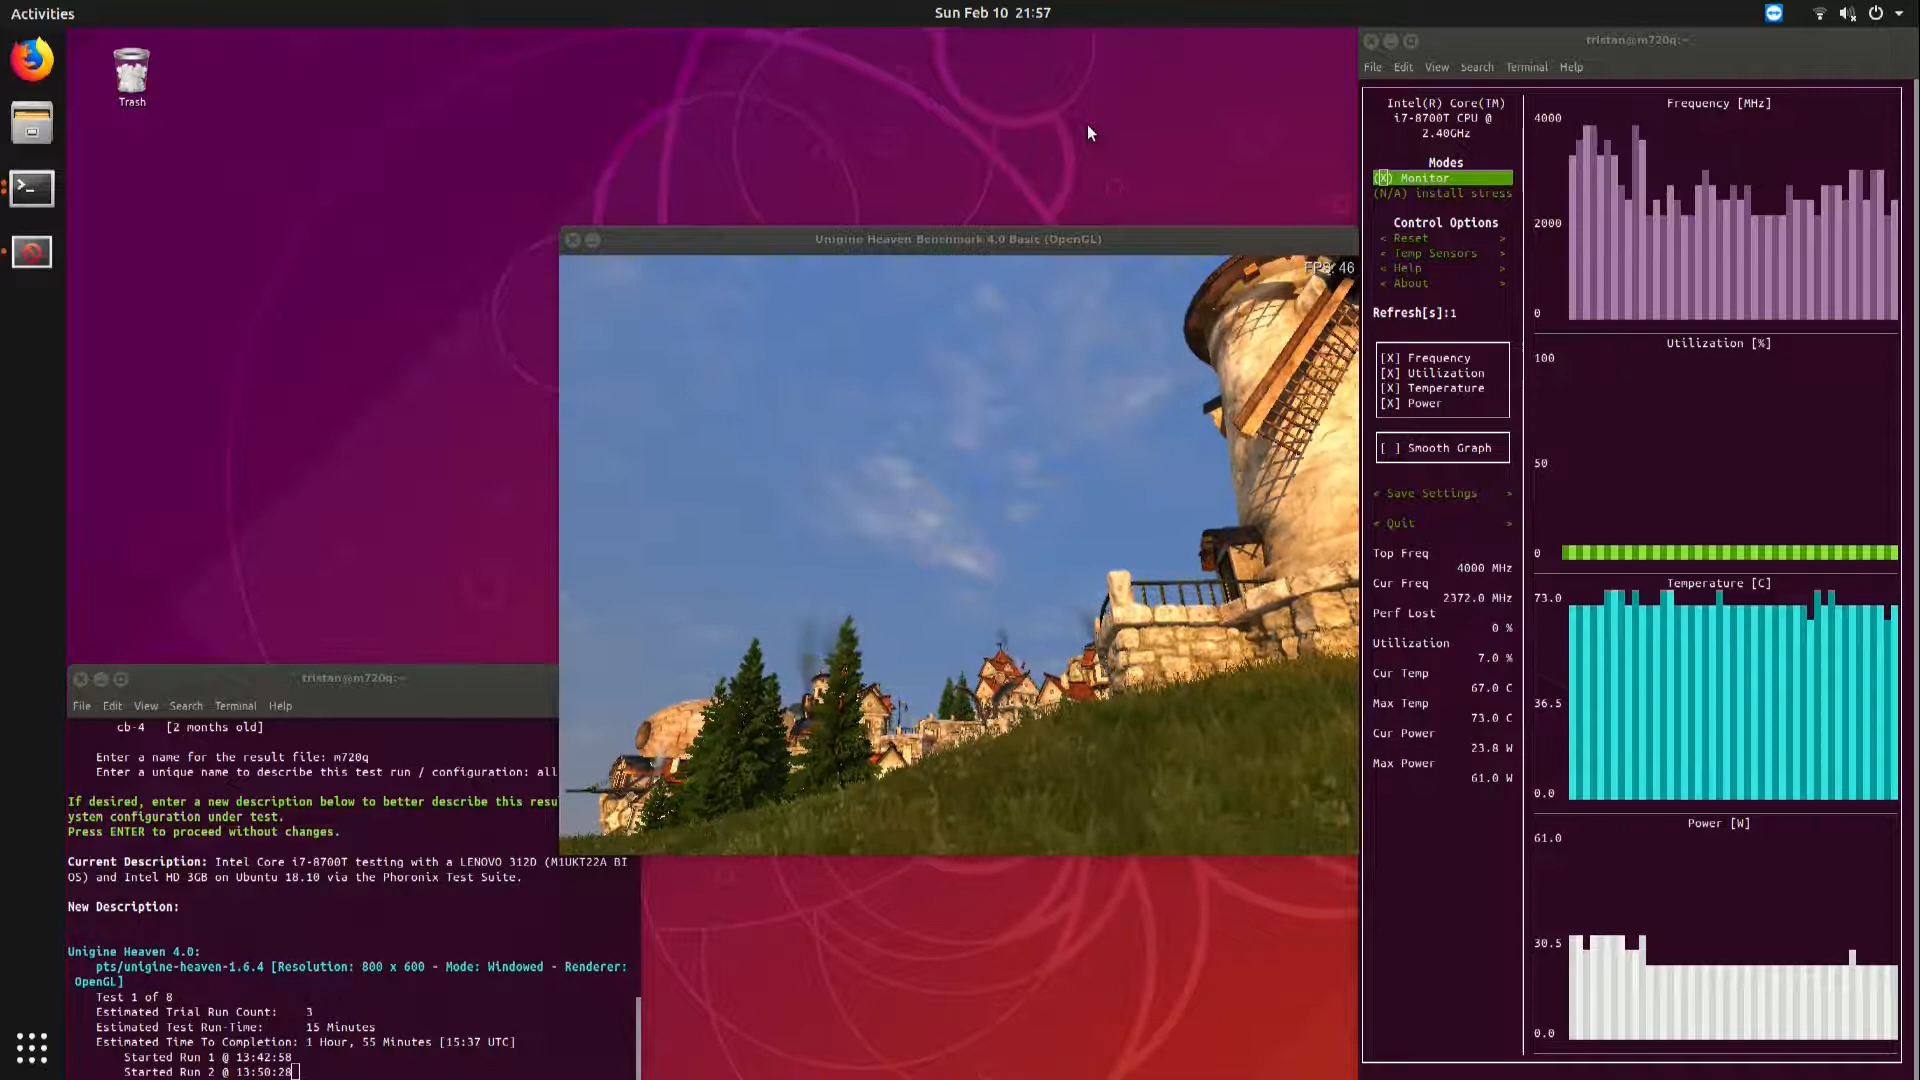 Activities
Sun Feb 10 21:57
Trash
Unigine Heaven Benchmark 4.0 Basic (OpenGL)
FPS: 46
tristan@m720q:~
File Edit View Search Terminal Help
cb-4 [2 months old]
Enter a name for the result file: m720q
Enter a unique name to describe this test run / configuration: all
If desired, enter a new description below to better describe this resu
ystem configuration under test.
Press ENTER to proceed without changes.
Current Description: Intel Core i7-8700T testing with a LENOVO 312D (M1UKT22A BI
OS) and Intel HD 3GB on Ubuntu 18.10 via the Phoronix Test Suite.
New Description:
Unigine Heaven 4.0:
pts/unigine-heaven-1.6.4 [Resolution: 800 x 600 - Mode: Windowed - Renderer:
OpenGL]
Test 1 of 8
Estimated Trial Run Count: 3
Estimated Test Run-Time: 15 Minutes
Estimated Time To Completion: 1 Hour, 55 Minutes [15:37 UTC]
Started Run 1 @ 13:42:58
Started Run 2 @ 13:50:28
tristan@m720q:~
File Edit View Search Terminal Help
Intel(R) Core(TM)
i7-8700T CPU @
2.40GHz
Modes
(X) Monitor
(N/A) install stress
Control Options
< Reset >
< Temp Sensors >
< Help >
< About >
Refresh[s]:1
[X] Frequency
[X] Utilization
[X] Temperature
[X] Power
[ ] Smooth Graph
< Save Settings >
< Quit >
Top Freq
4000 MHz
Cur Freq
2372.0 MHz
Perf Lost
0 %
Utilization
7.0 %
Cur Temp
67.0 C
Max Temp
73.0 C
Cur Power
23.8 W
Max Power
61.0 W
Frequency [MHz]
4000
2000
0
Utilization [%]
100
50
0
Temperature [C]
73.0
36.5
0.0
Power [W]
61.0
30.5
0.0